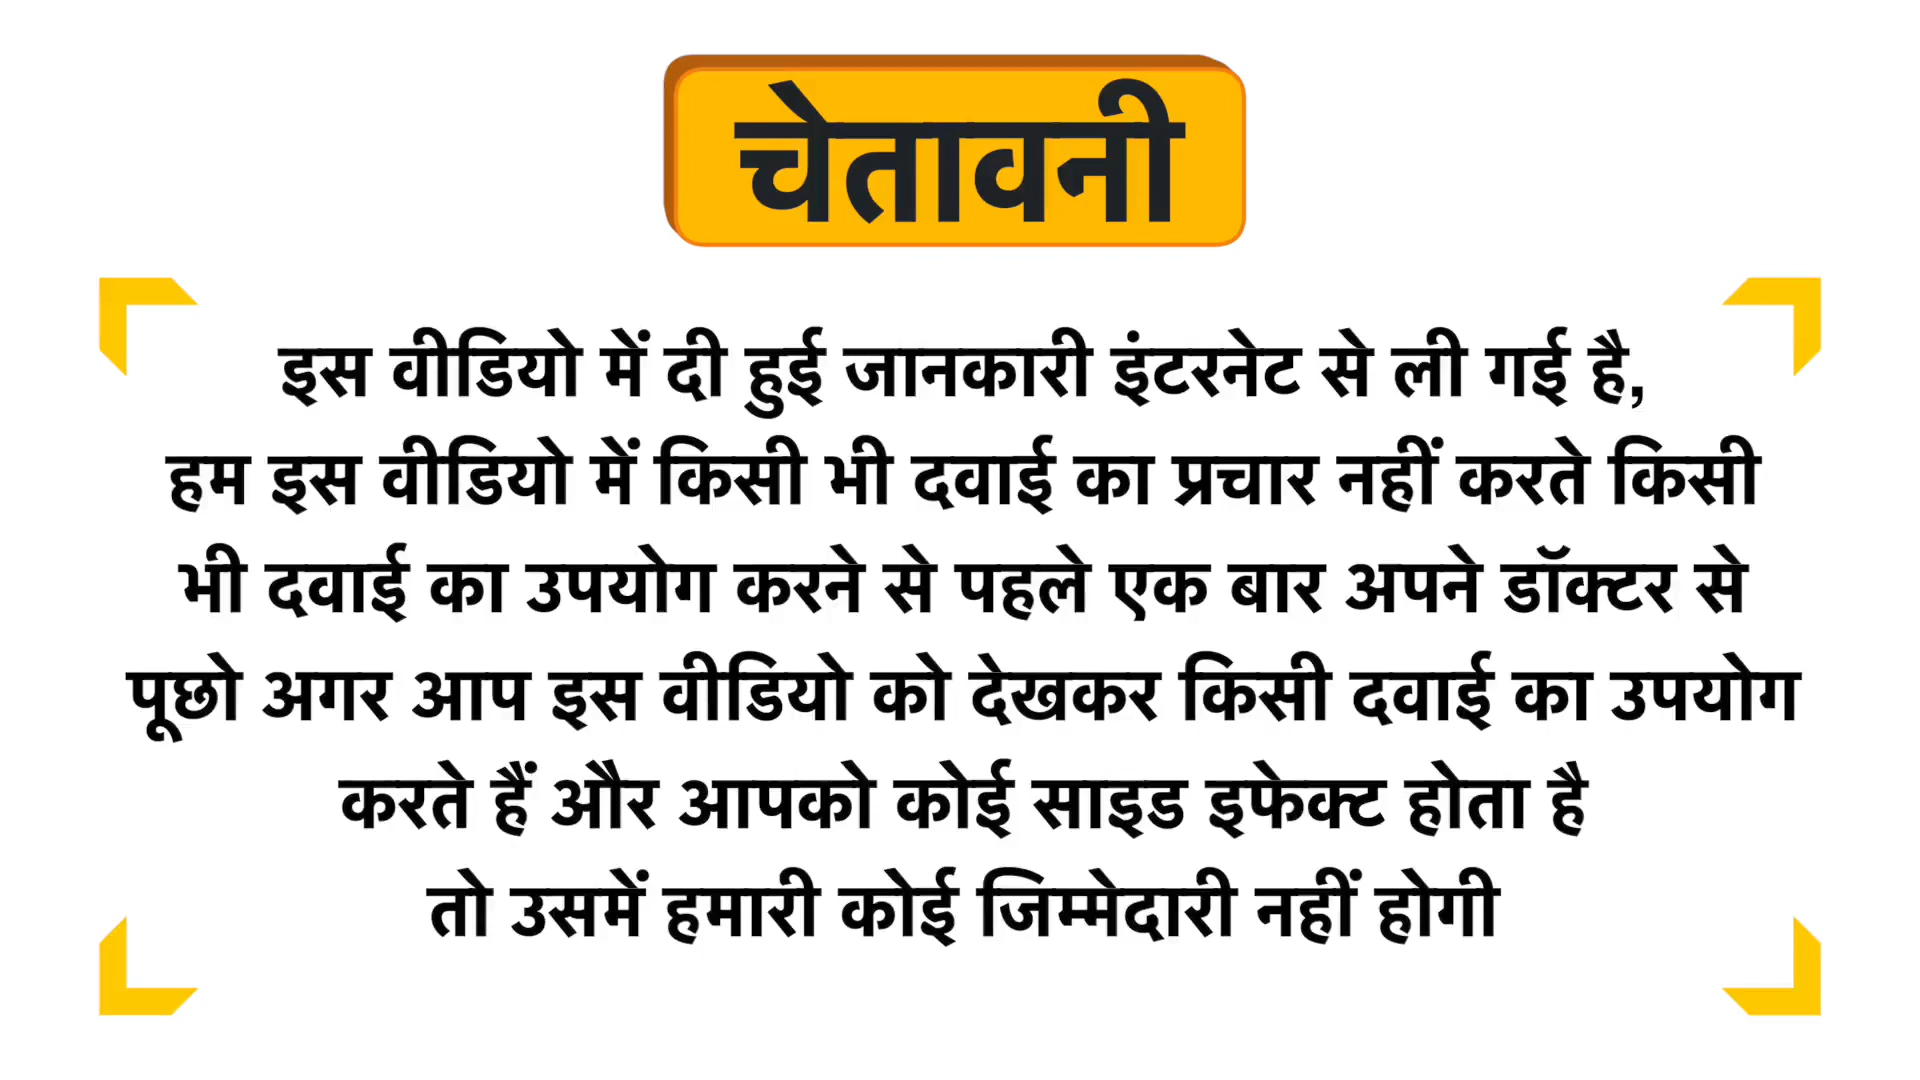 चेतावनी
इस वीडियो में दी हुई जानकारी इंटरनेट से ली गई है,
हम इस वीडियो में किसी भी दवाई का प्रचार नहीं करते किसी
भी दवाई का उपयोग करने से पहले एक बार अपने डॉक्टर से
पूछो अगर आप इस वीडियो को देखकर किसी दवाई का उपयोग
करते हैं और आपको कोई साइड इफेक्ट होता है
तो उसमें हमारी कोई जिम्मेदारी नहीं होगी